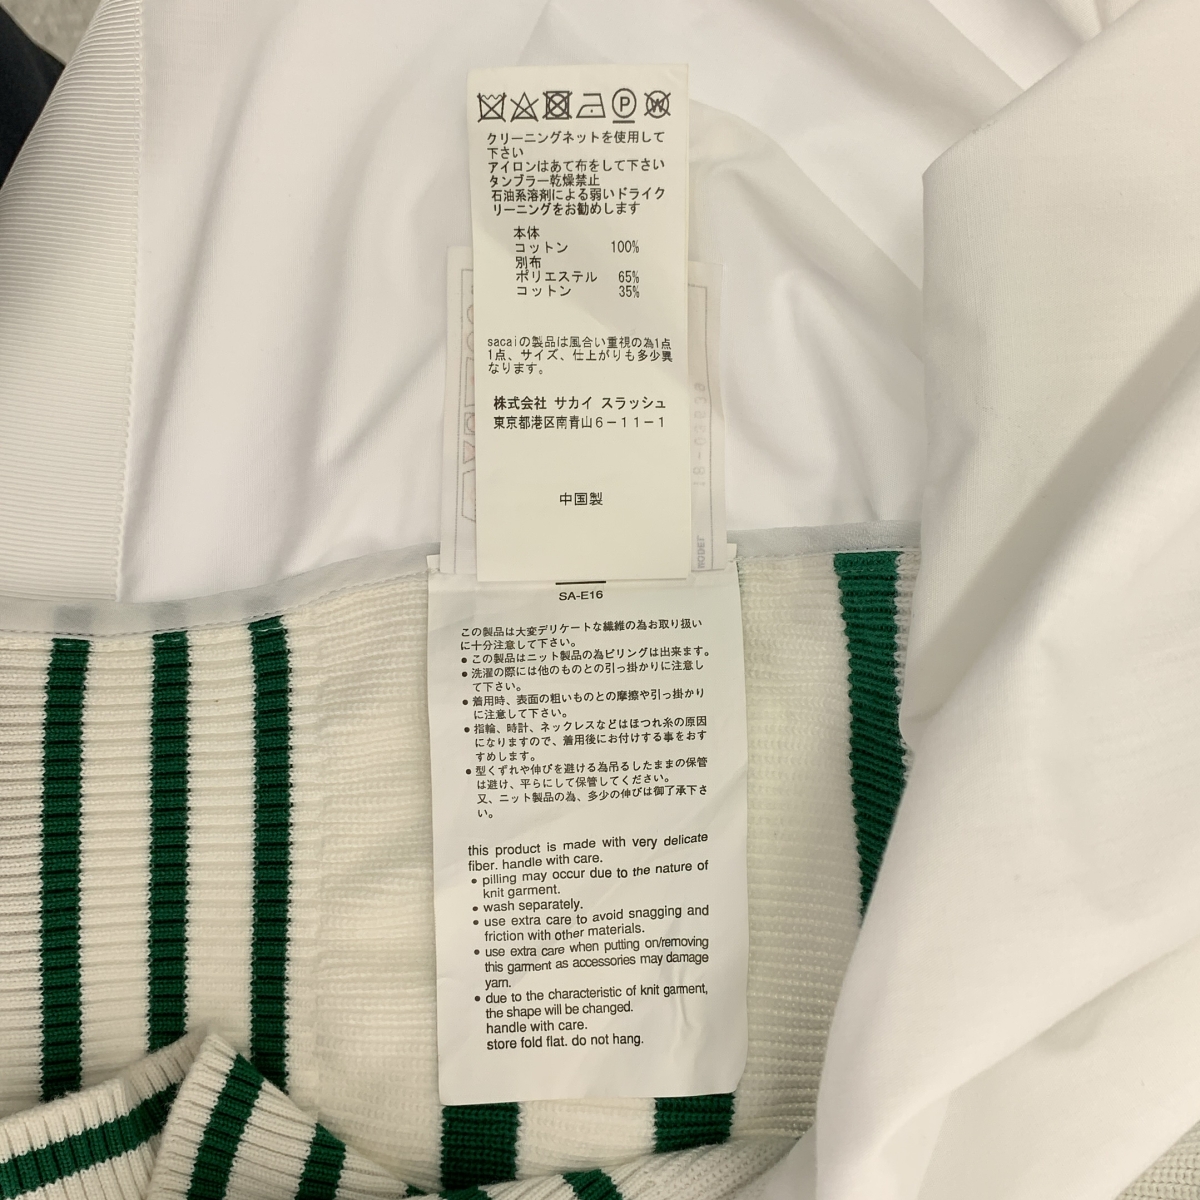 P
W
クリーニングネットを使用して
下さい
アイロンはあて布をして下さい
タンブラー乾燥禁止
石油系溶剤による弱いドライク
リーニングをお勧めします
本体
コットン 100%
別布
ポリエステル 65%
コットン 35%
sacaiの製品は風合い重視の為1点
1点、サイズ、仕上がりも多少異
なります。
株式会社 サカイ スラッシュ
東京都港区南青山6－11－1
中国製
SA-E16
この製品は大変デリケートな繊維の為お取り扱い
に十分注意して下さい。
● この製品はニット製品の為ピリングは出来ます。
● 洗濯の際には他のものとの引っ掛かりに注意し
て下さい。
● 着用時、表面の粗いものとの摩擦や引っ掛かり
に注意して下さい。
● 指輪、時計、ネックレスなどはほつれ糸の原因
になりますので、着用後にお付けする事をおす
すめします。
● 型くずれや伸びを避ける為吊るしたままの保管
は避け、平らにして保管してください。
又、ニット製品の為、多少の伸びは御了承下さ
い。
this product is made with very delicate
fiber. handle with care.
• pilling may occur due to the nature of
knit garment.
• wash separately.
• use extra care to avoid snagging and
friction with other materials.
• use extra care when putting on/removing
this garment as accessories may damage
yarn.
• due to the characteristic of knit garment,
the shape will be changed.
handle with care.
store fold flat. do not hang.
MODEL